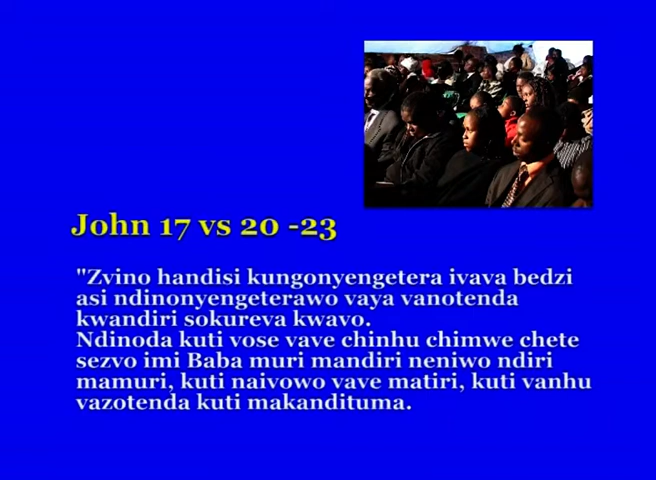 John 17 vs 20 -23
"Zvino handisi kungonyengetera ivava bedzi
asi ndinonyengeterawo vaya vanotenda
kwandiri sokureva kwavo.
Ndinoda kuti vose vave chinhu chimwe chete
sezvo imi Baba muri mandiri neniwo ndiri
mamuri, kuti naivowo vave matiri, kuti vanhu
vazotenda kuti makandituma.